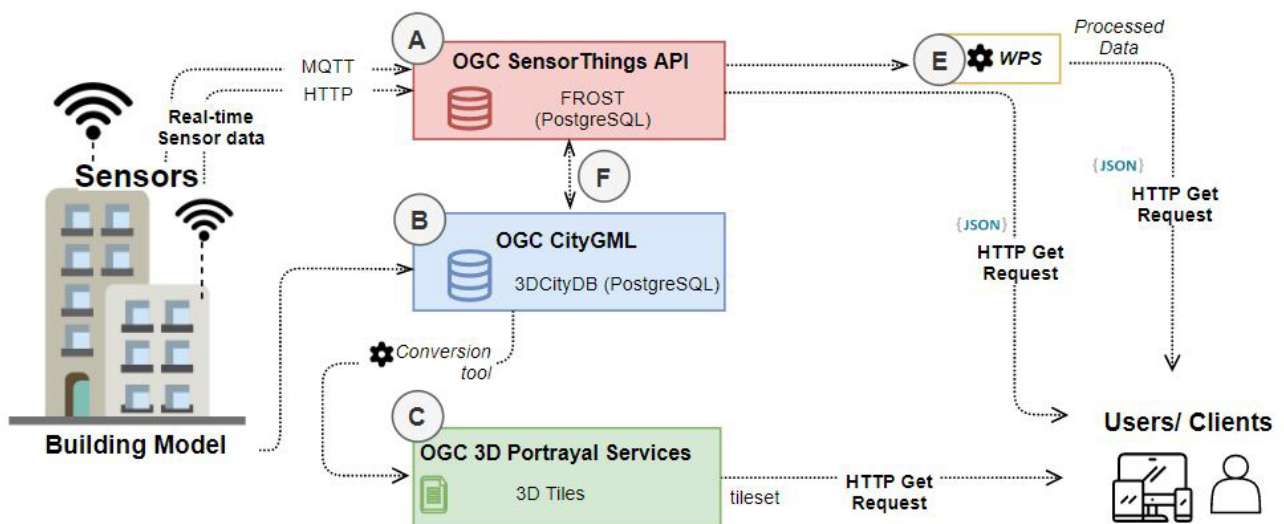 A
OGC SensorThings API
FROST
(PostgreSQL)
MQTT
HTTP
Real-time
Sensor data
Sensors
E
WPS
Processed
Data
F
B
OGC CityGML
3DCityDB (PostgreSQL)
{JSON}
HTTP Get
Request
{JSON}
HTTP Get
Request
Conversion
tool
Building Model
C
OGC 3D Portrayal Services
3D Tiles
tileset
HTTP Get
Request
Users/ Clients